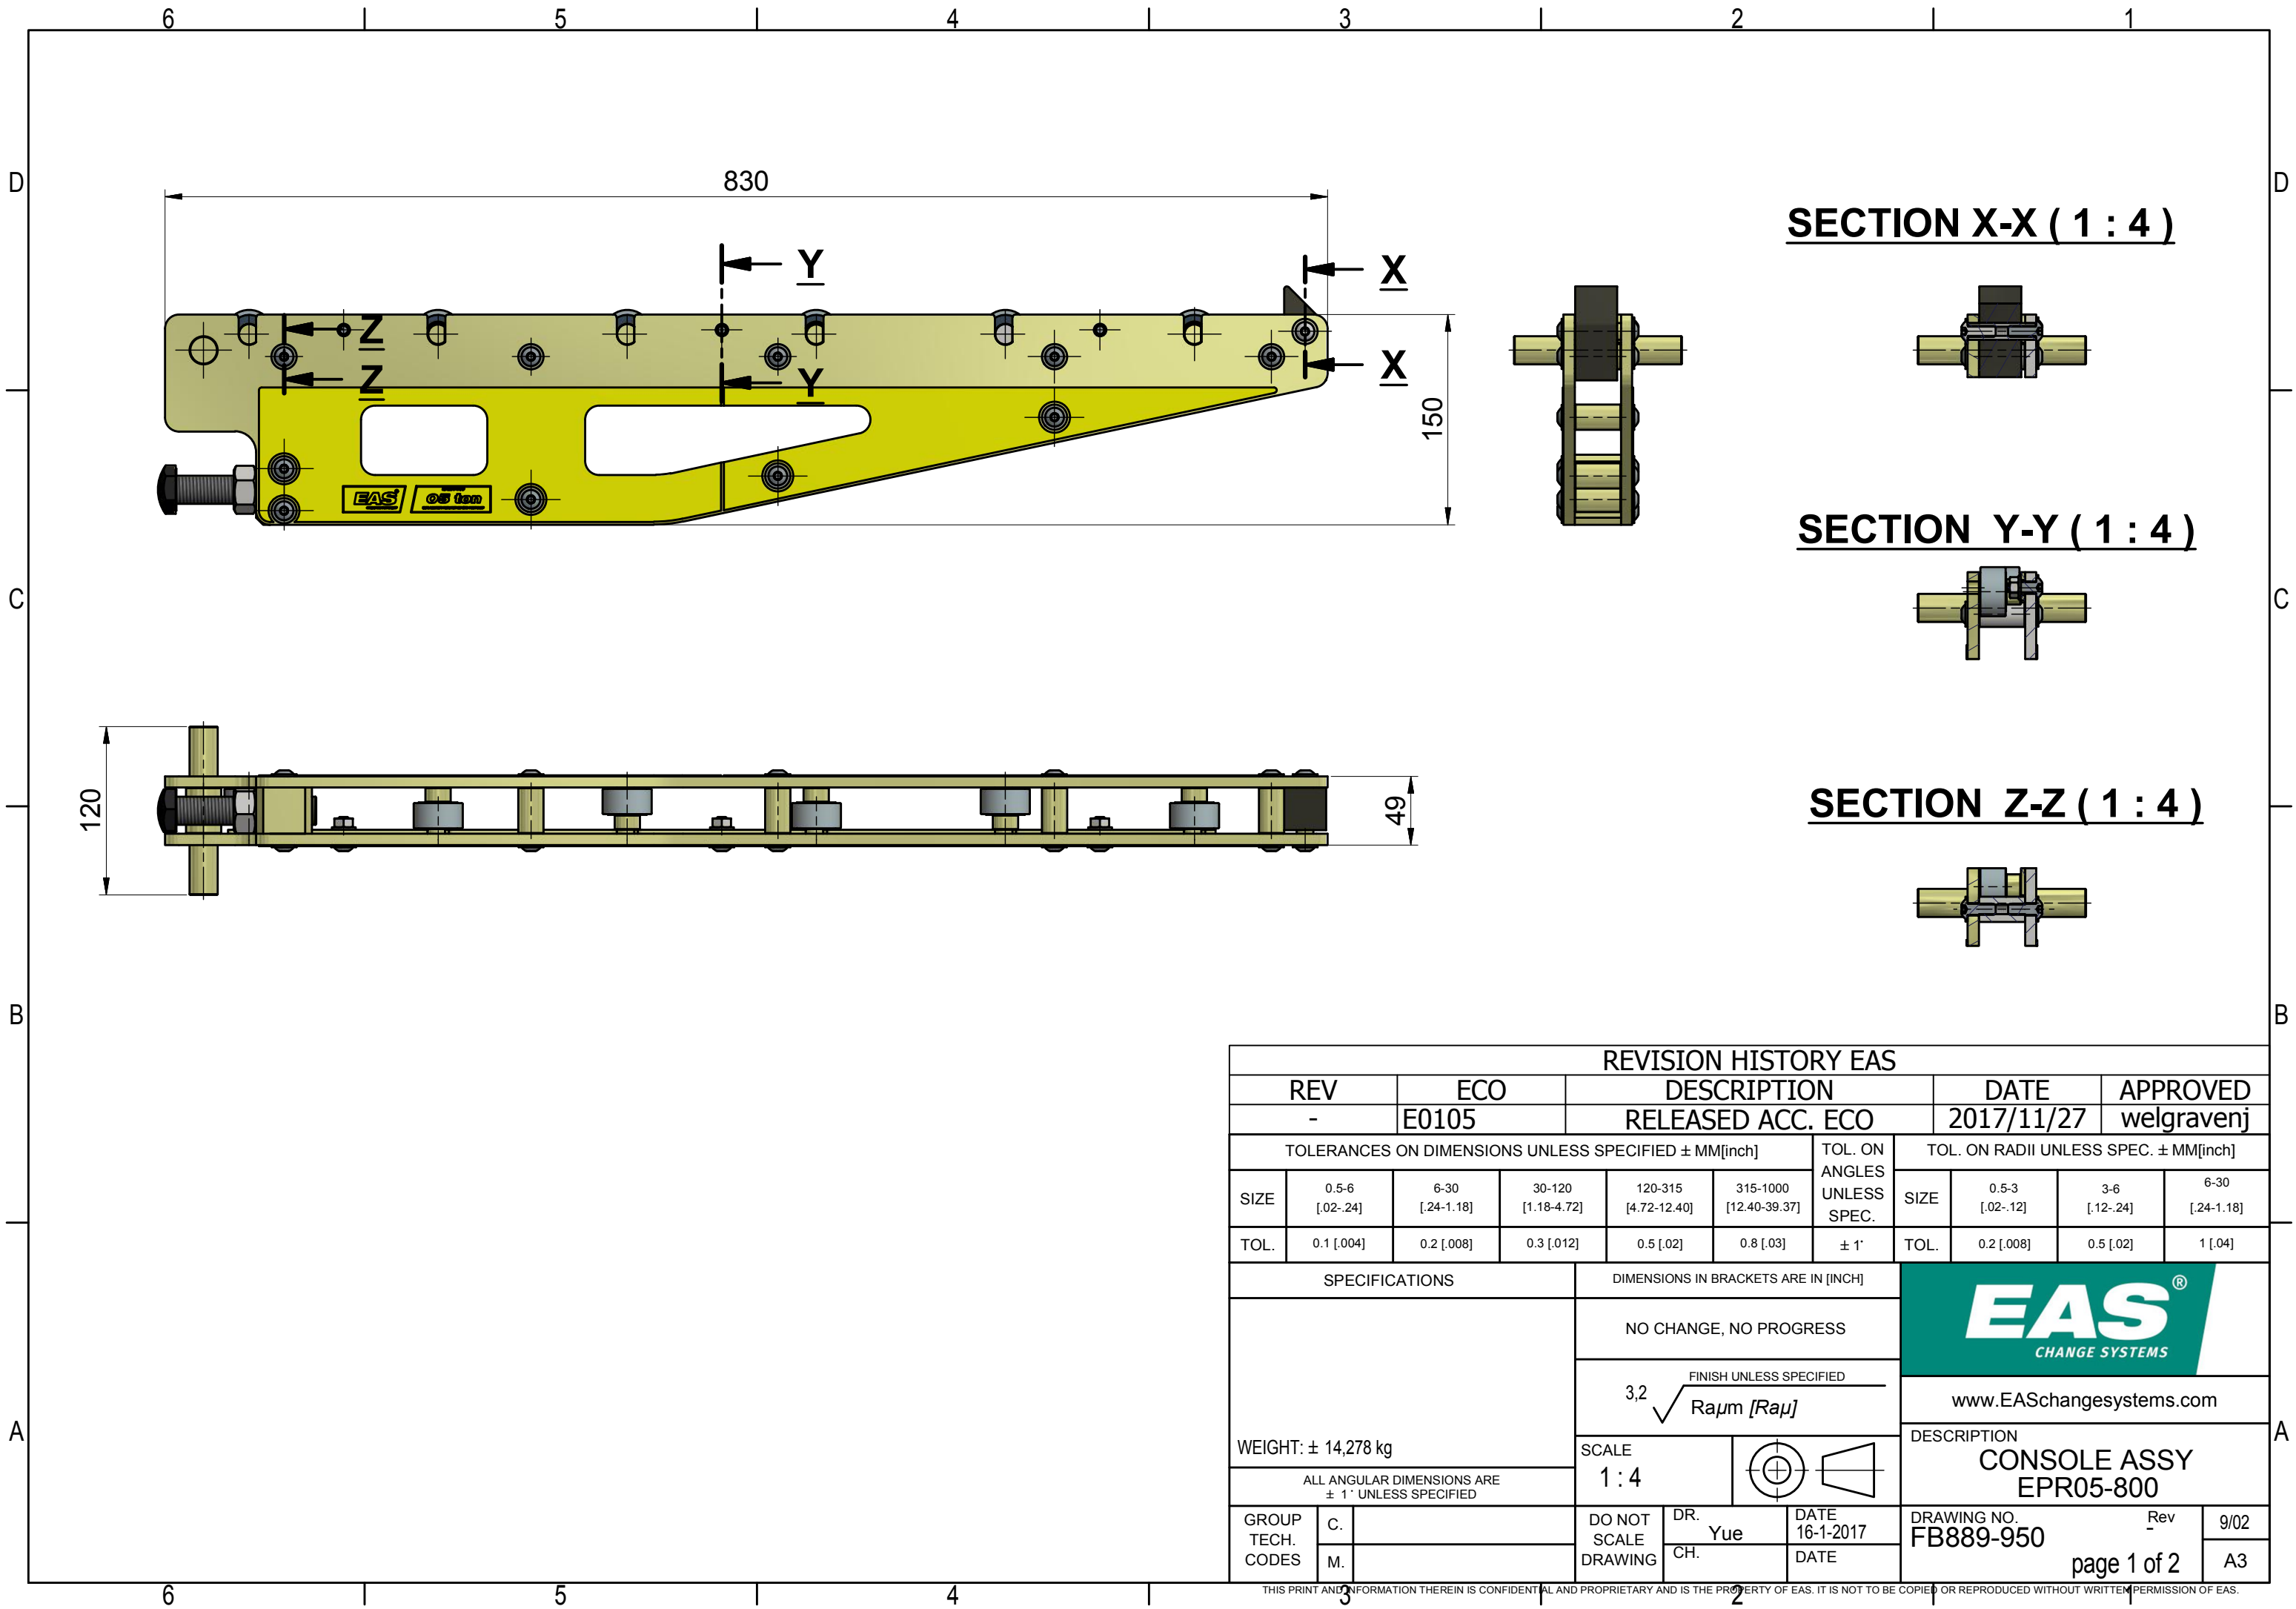 6 5 4 3 2 1
D D
830
SECTION X-X ( 1 : 4 )
Y X
Z
X
Z Y
150
EAS 05 ton
SECTION Y-Y ( 1 : 4 )
C C
120
49
SECTION Z-Z ( 1 : 4 )
B B
REVISION HISTORY EAS
REV ECO DESCRIPTION DATE APPROVED
- E0105 RELEASED ACC. ECO 2017/11/27 welgravenj
TOLERANCES ON DIMENSIONS UNLESS SPECIFIED ± MM[inch]
TOL. ON
ANGLES
UNLESS
SPEC.
TOL. ON RADII UNLESS SPEC. ± MM[inch]
SIZE 0.5-6 6-30 30-120 120-315 315-1000 SIZE 0.5-3 3-6 6-30
[.02-.24] [.24-1.18] [1.18-4.72] [4.72-12.40] [12.40-39.37] [.02-.12] [.12-.24] [.24-1.18]
TOL. 0.1 [.004] 0.2 [.008] 0.3 [.012] 0.5 [.02] 0.8 [.03] ± 1° TOL. 0.2 [.008] 0.5 [.02] 1 [.04]
SPECIFICATIONS
DIMENSIONS IN BRACKETS ARE IN [INCH]
NO CHANGE, NO PROGRESS
EAS®
CHANGE SYSTEMS
FINISH UNLESS SPECIFIED
3,2 Raµm [Raµ]
www.EASchangesystems.com
WEIGHT: ± 14,278 kg
SCALE
1 : 4
DESCRIPTION
CONSOLE ASSY
EPR05-800
A A
ALL ANGULAR DIMENSIONS ARE
± 1° UNLESS SPECIFIED
GROUP
TECH.
CODES
C.
M.
DO NOT
SCALE
DRAWING
DR. Yue
DATE
16-1-2017
CH. DATE
DRAWING NO.
FB889-950
Rev
-
9/02
page 1 of 2
A3
THIS PRINT AND INFORMATION THEREIN IS CONFIDENTIAL AND PROPRIETARY AND IS THE PROPERTY OF EAS. IT IS NOT TO BE COPIED OR REPRODUCED WITHOUT WRITTEN PERMISSION OF EAS.
6 5 4 3 2 1